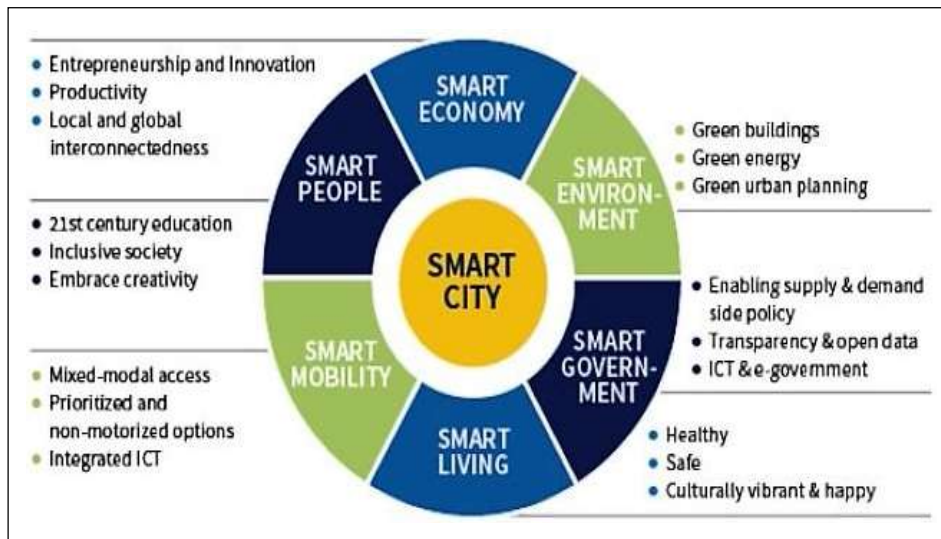 Entrepreneurship and Innovation
Productivity
Local and global
interconnectedness
21st century education
Inclusive society
Embrace creativity
Mixed-modal access
Prioritized and
non-motorized options
Integrated ICT
SMART
ECONOMY
SMART
PEOPLE
SMART
ENVIRON-
MENT
SMART
CITY
SMART
MOBILITY
SMART
GOVERN-
MENT
SMART
LIVING
Green buildings
Green energy
Green urban planning
Enabling supply & demand
side policy
Transparency & open data
ICT & e-government
Healthy
Safe
Culturally vibrant & happy